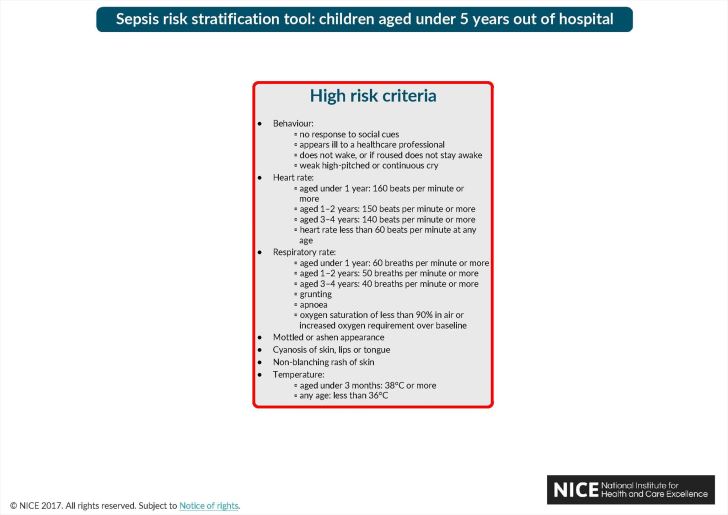 Sepsis risk stratification tool: children aged under 5 years out of hospital
High risk criteria
• Behaviour:
▫ no response to social cues
▫ appears ill to a healthcare professional
▫ does not wake, or if roused does not stay awake
▫ weak high-pitched or continuous cry
• Heart rate:
▫ aged under 1 year: 160 beats per minute or
more
▫ aged 1–2 years: 150 beats per minute or more
▫ aged 3–4 years: 140 beats per minute or more
▫ heart rate less than 60 beats per minute at any
age
• Respiratory rate:
▫ aged under 1 year: 60 breaths per minute or more
▫ aged 1–2 years: 50 breaths per minute or more
▫ aged 3–4 years: 40 breaths per minute or more
▫ grunting
▫ apnoea
▫ oxygen saturation of less than 90% in air or
increased oxygen requirement over baseline
• Mottled or ashen appearance
• Cyanosis of skin, lips or tongue
• Non-blanching rash of skin
• Temperature:
▫ aged under 3 months: 38°C or more
▫ any age: less than 36°C
NICE National Institute for
Health and Care Excellence
© NICE 2017. All rights reserved. Subject to Notice of rights.